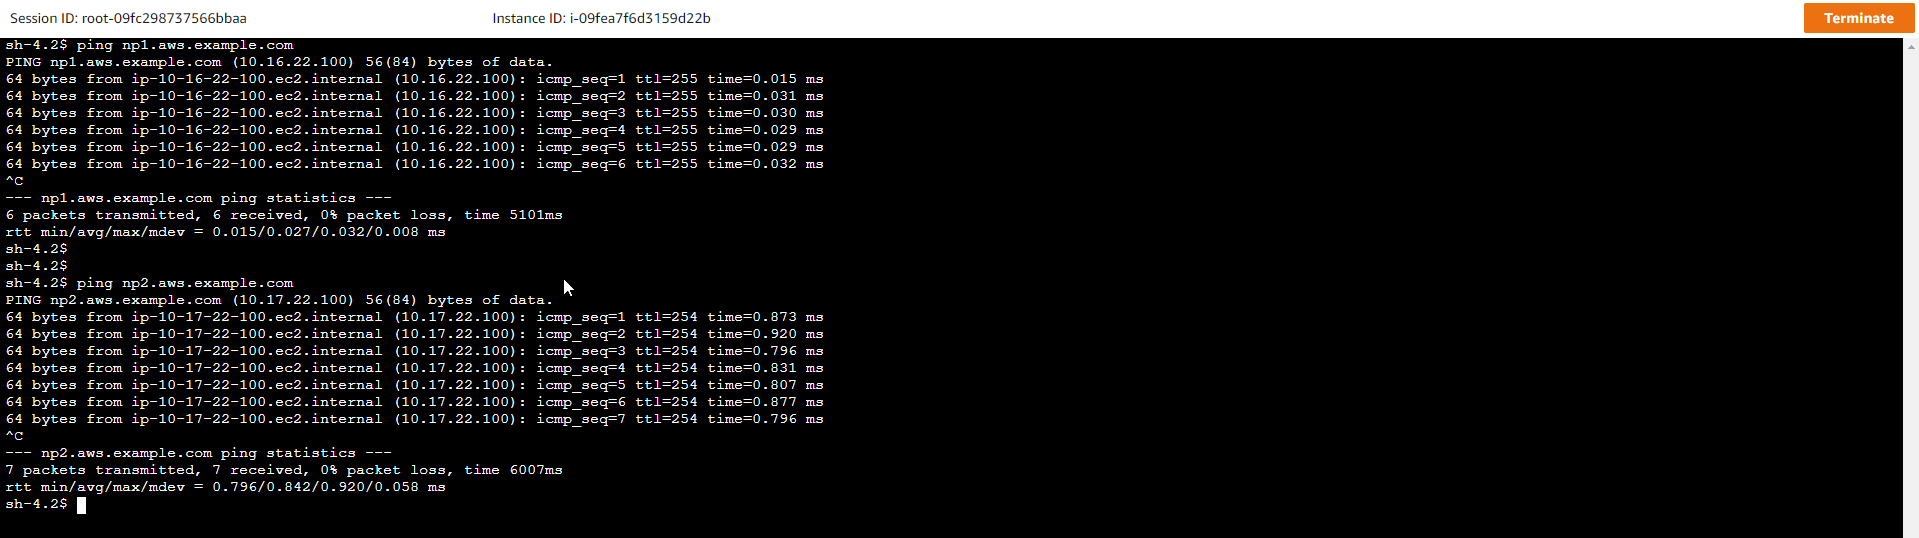 Session ID: root-09fc298737566bbaa
Instance ID: i-09fea7f6d3159d22b
Terminate
sh-4.2$ ping np1.aws.example.com
PING np1.aws.example.com (10.16.22.100) 56(84) bytes of data.
64 bytes from ip-10-16-22-100.ec2.internal (10.16.22.100): icmp_seq=1 ttl=255 time=0.015 ms
64 bytes from ip-10-16-22-100.ec2.internal (10.16.22.100): icmp_seq=2 ttl=255 time=0.031 ms
64 bytes from ip-10-16-22-100.ec2.internal (10.16.22.100): icmp_seq=3 ttl=255 time=0.030 ms
64 bytes from ip-10-16-22-100.ec2.internal (10.16.22.100): icmp_seq=4 ttl=255 time=0.029 ms
64 bytes from ip-10-16-22-100.ec2.internal (10.16.22.100): icmp_seq=5 ttl=255 time=0.029 ms
64 bytes from ip-10-16-22-100.ec2.internal (10.16.22.100): icmp_seq=6 ttl=255 time=0.032 ms
^C
--- np1.aws.example.com ping statistics ---
6 packets transmitted, 6 received, 0% packet loss, time 5101ms
rtt min/avg/max/mdev = 0.015/0.027/0.032/0.008 ms
sh-4.2$
sh-4.2$
sh-4.2$ ping np2.aws.example.com
PING np2.aws.example.com (10.17.22.100) 56(84) bytes of data.
64 bytes from ip-10-17-22-100.ec2.internal (10.17.22.100): icmp_seq=1 ttl=254 time=0.873 ms
64 bytes from ip-10-17-22-100.ec2.internal (10.17.22.100): icmp_seq=2 ttl=254 time=0.920 ms
64 bytes from ip-10-17-22-100.ec2.internal (10.17.22.100): icmp_seq=3 ttl=254 time=0.796 ms
64 bytes from ip-10-17-22-100.ec2.internal (10.17.22.100): icmp_seq=4 ttl=254 time=0.831 ms
64 bytes from ip-10-17-22-100.ec2.internal (10.17.22.100): icmp_seq=5 ttl=254 time=0.807 ms
64 bytes from ip-10-17-22-100.ec2.internal (10.17.22.100): icmp_seq=6 ttl=254 time=0.877 ms
64 bytes from ip-10-17-22-100.ec2.internal (10.17.22.100): icmp_seq=7 ttl=254 time=0.796 ms
^C
--- np2.aws.example.com ping statistics ---
7 packets transmitted, 7 received, 0% packet loss, time 6007ms
rtt min/avg/max/mdev = 0.796/0.842/0.920/0.058 ms
sh-4.2$